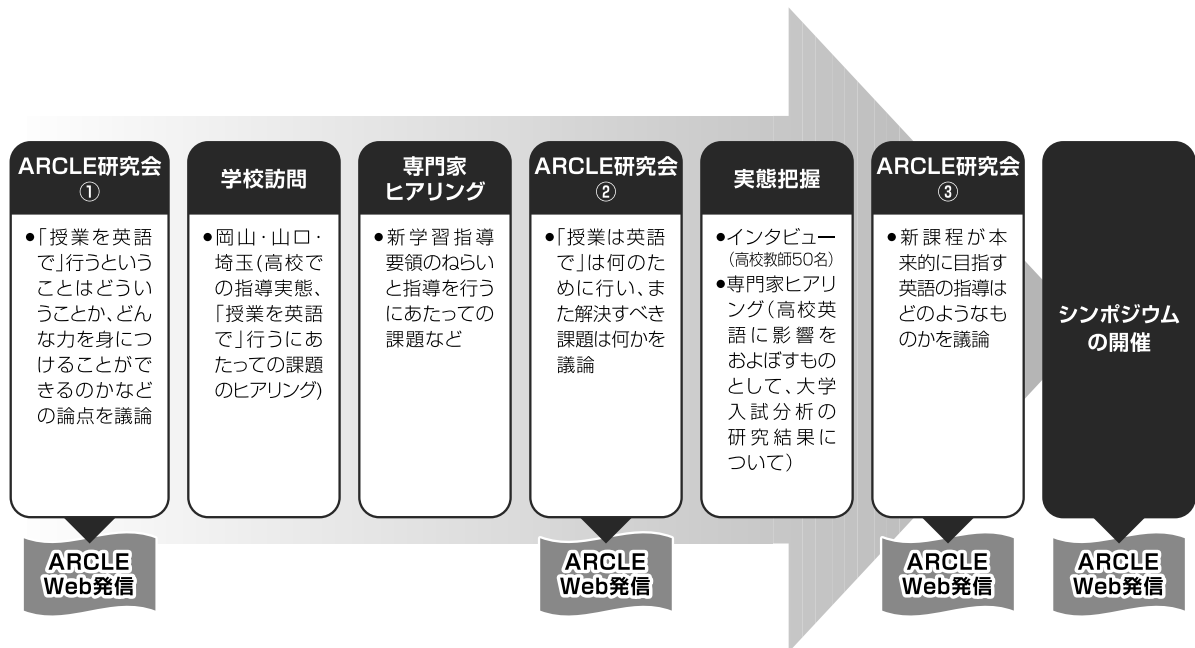 ARCLE研究会
①
●「授業を英語
で」行うという
ことはどうい
うことか、どん
な力を身につ
けることがで
きるのかなど
の論点を議論
ARCLE
Web発信
学校訪問
●岡山・山口・
埼玉(高校で
の指導実態、
「授業を英語
で」行うにあ
たっての課題
のヒアリング)
専門家
ヒアリング
●新学習指導
要領のねらい
と指導を行う
にあたっての
課題など
ARCLE研究会
②
●「授業は英語
で」は何のた
めに行い、ま
た解決すべき
課題は何かを
議論
ARCLE
Web発信
実態把握
●インタビュー
(高校教師50名)
●専門家ヒアリ
ング(高校英
語に影響を
およぼすもの
として、大学
入試分析の
研究結果に
ついて)
ARCLE研究会
③
●新課程が本
来的に目指す
英語の指導は
どのようなも
のかを議論
ARCLE
Web発信
シンポジウム
の開催
ARCLE
Web発信